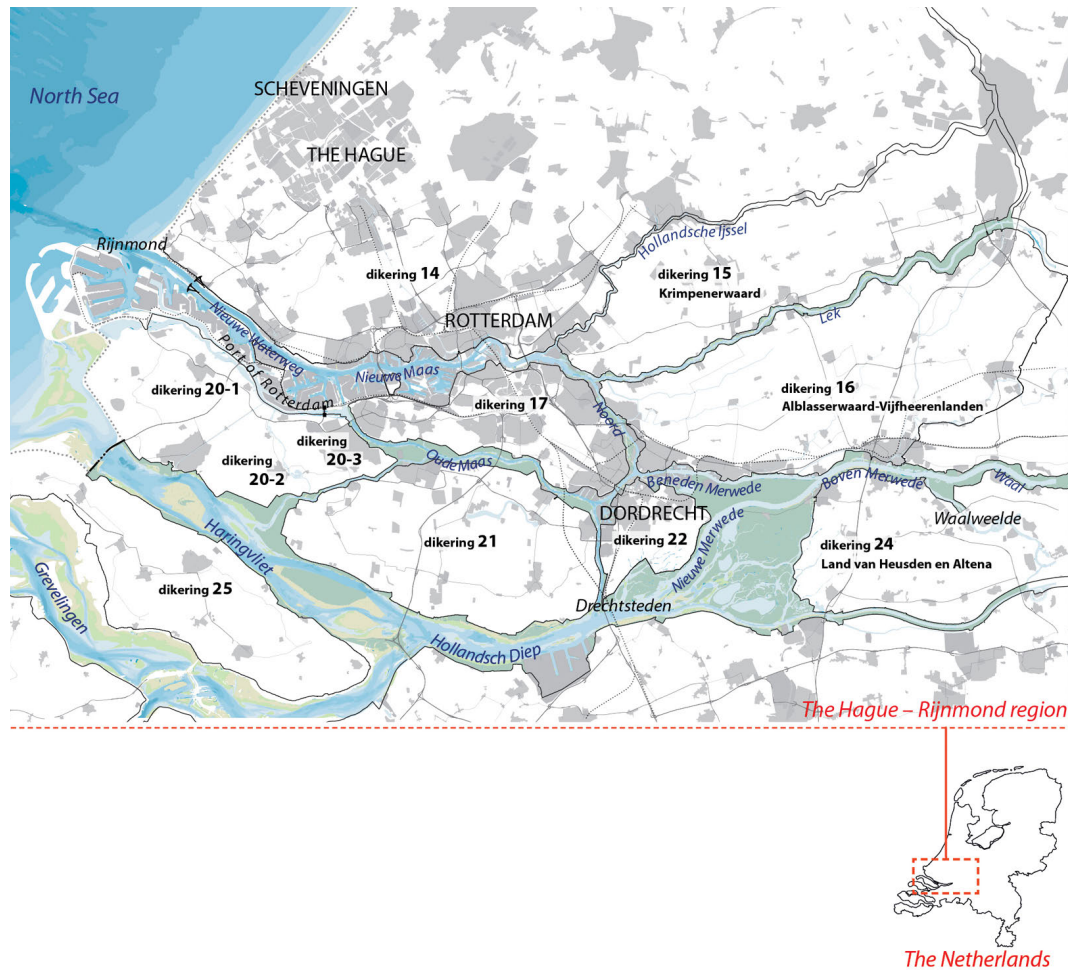 SCHEVENINGEN
North Sea
THE HAGUE
Hollandsche Ijssel
Rijnmond
dikering 14
dikering 15
Krimpenerwaard
Lek
ROTTERDAM
Nieuwe Waterweg
Port of Rotterdam
Nieuwe Maas
dikering 20-1
dikering 17
dikering 16
Alblasserwaard-Vijfheerenlanden
Noord
dikering
20-3
dikering
20-2
Oude Maas
Beneden Merwede
Boven Merwede
Waal
DORDRECHT
Waalweelde
dikering 21
dikering 22
Nieuwe Merwede
dikering 24
Land van Heusden en Altena
Haringvliet
Grevelingen
dikering 25
Drechtsteden
Hollandsch Diep
The Hague – Rijnmond region
The Netherlands